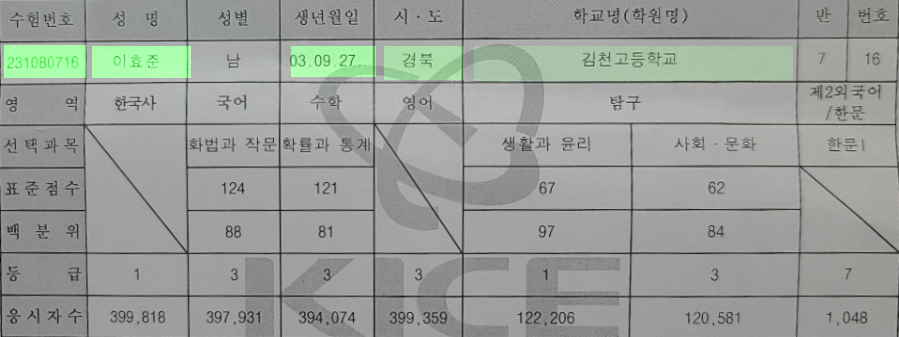 수험번호 성 명 성별 생년월일 시·도 학교명(학원명) 반 번호
231080716 이효준 남 03.09.27. 경북 김천고등학교 7 16
영 역 한국사 국어 수학 영어 탐구 제2외국어/한문
선택과목 화법과 작문 확률과 통계 생활과 윤리 사회·문화 한문Ⅰ
표준점수 124 121 67 62
백 분 위 88 81 97 84
등 급 1 3 3 3 1 3 7
응시자수 399,818 397,931 394,074 399,359 122,206 120,581 1,048
KICE